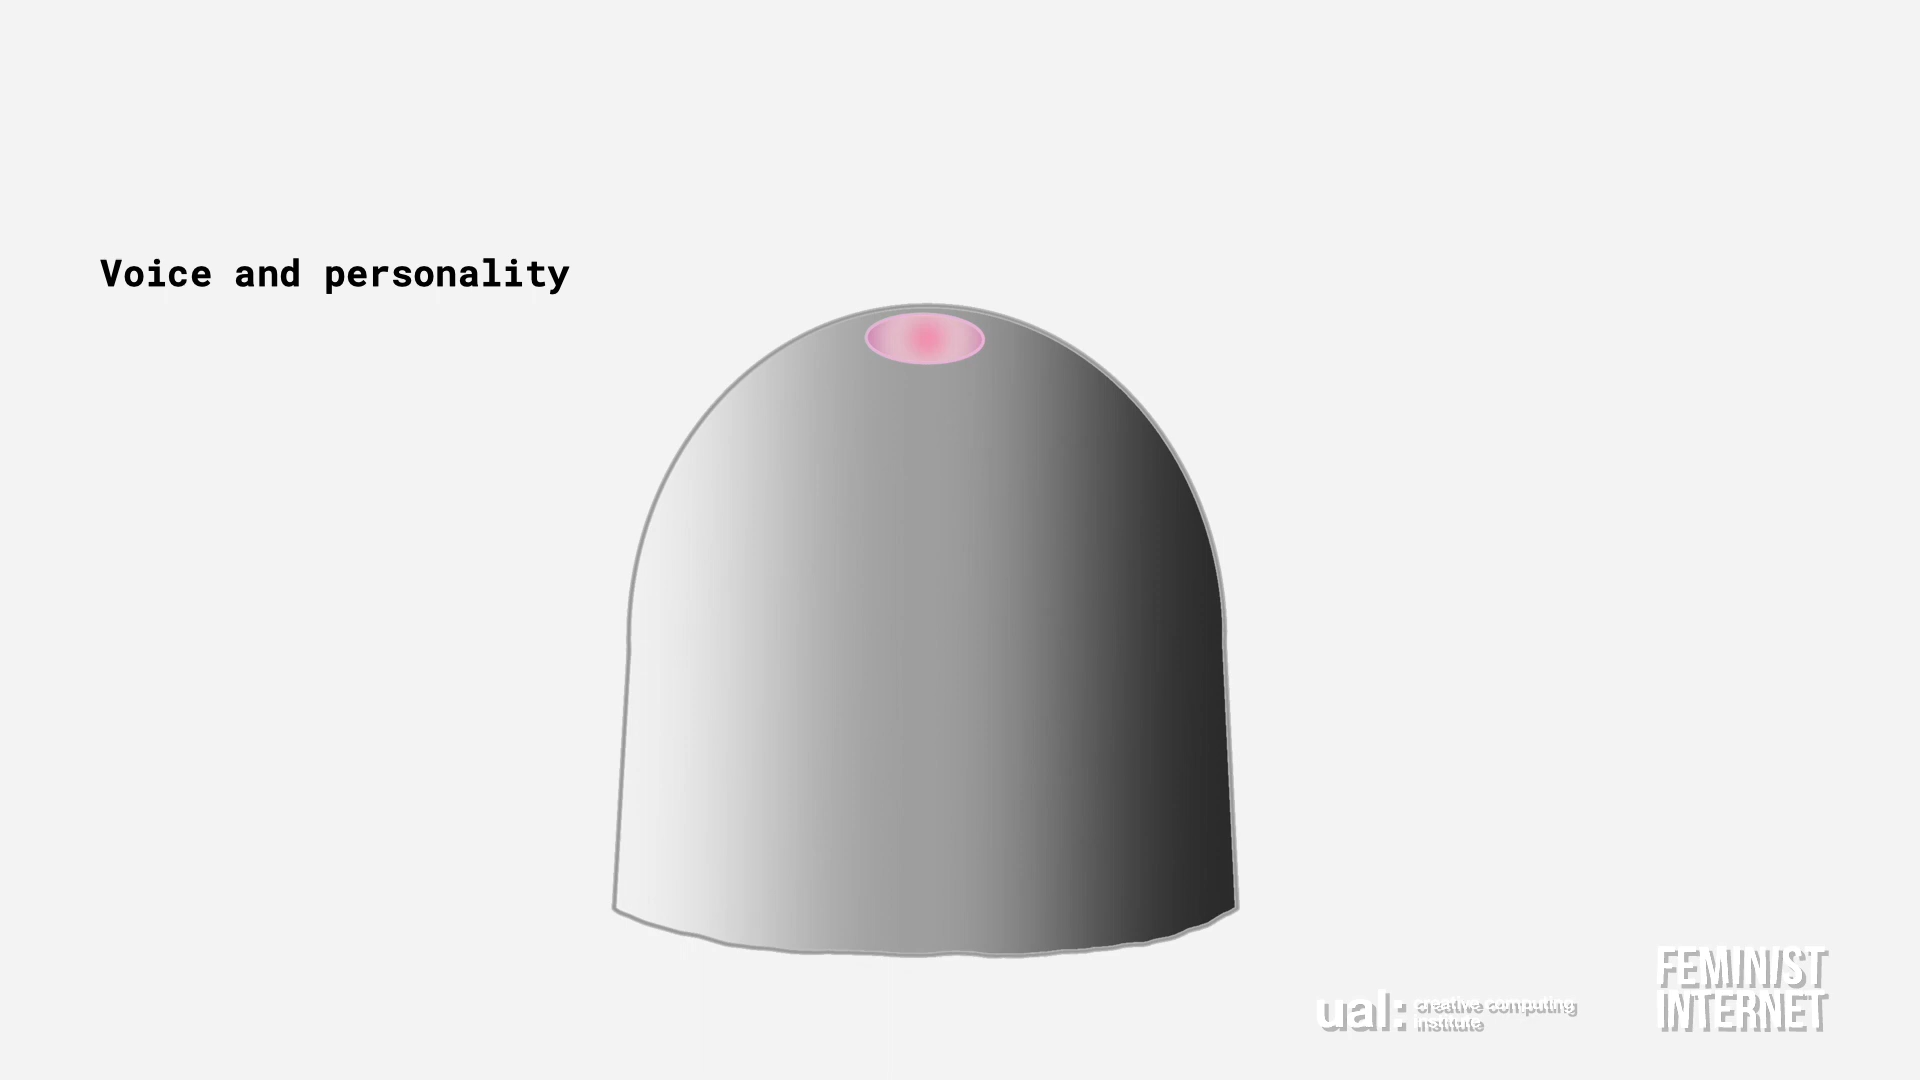 Voice and personality
ual: creative computing
institute
FEMINIST
INTERNET